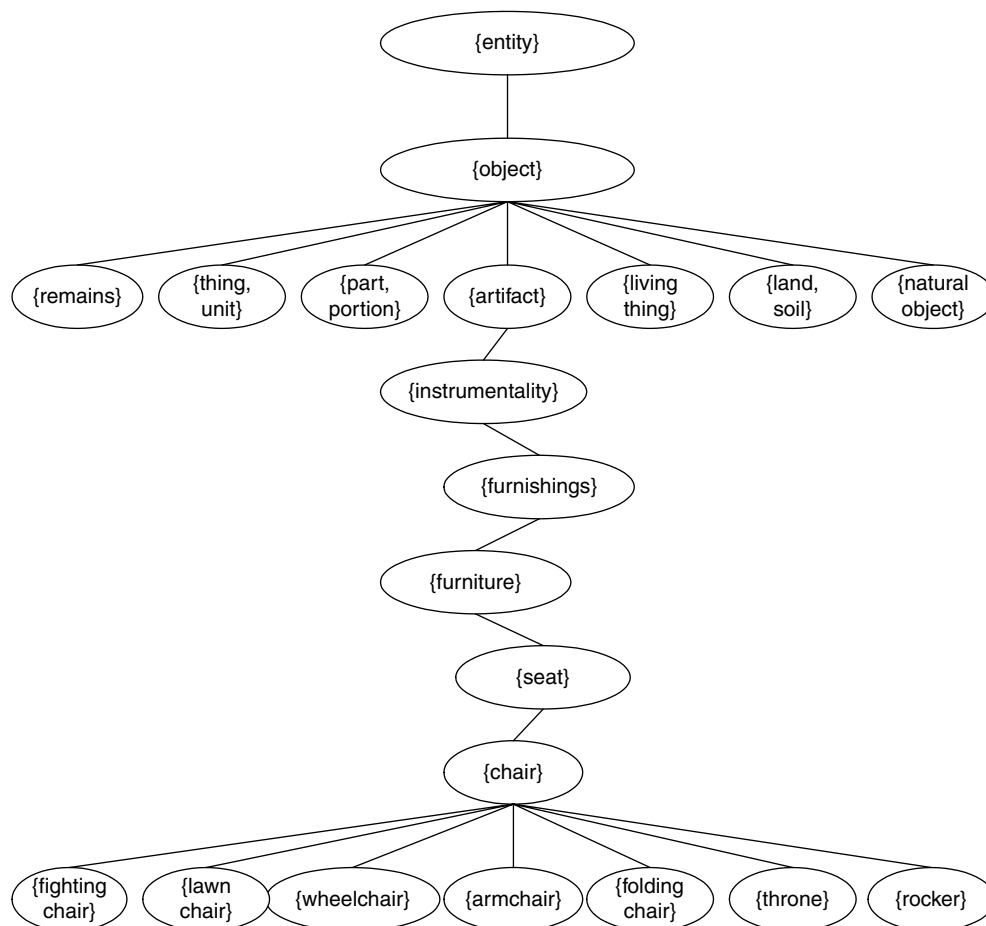 {entity}
{object}
{remains}
{thing,
unit}
{part,
portion}
{artifact}
{living
thing}
{land,
soil}
{natural
object}
{instrumentality}
{furnishings}
{furniture}
{seat}
{chair}
{fighting
chair}
{lawn
chair}
{wheelchair}
{armchair}
{folding
chair}
{throne}
{rocker}